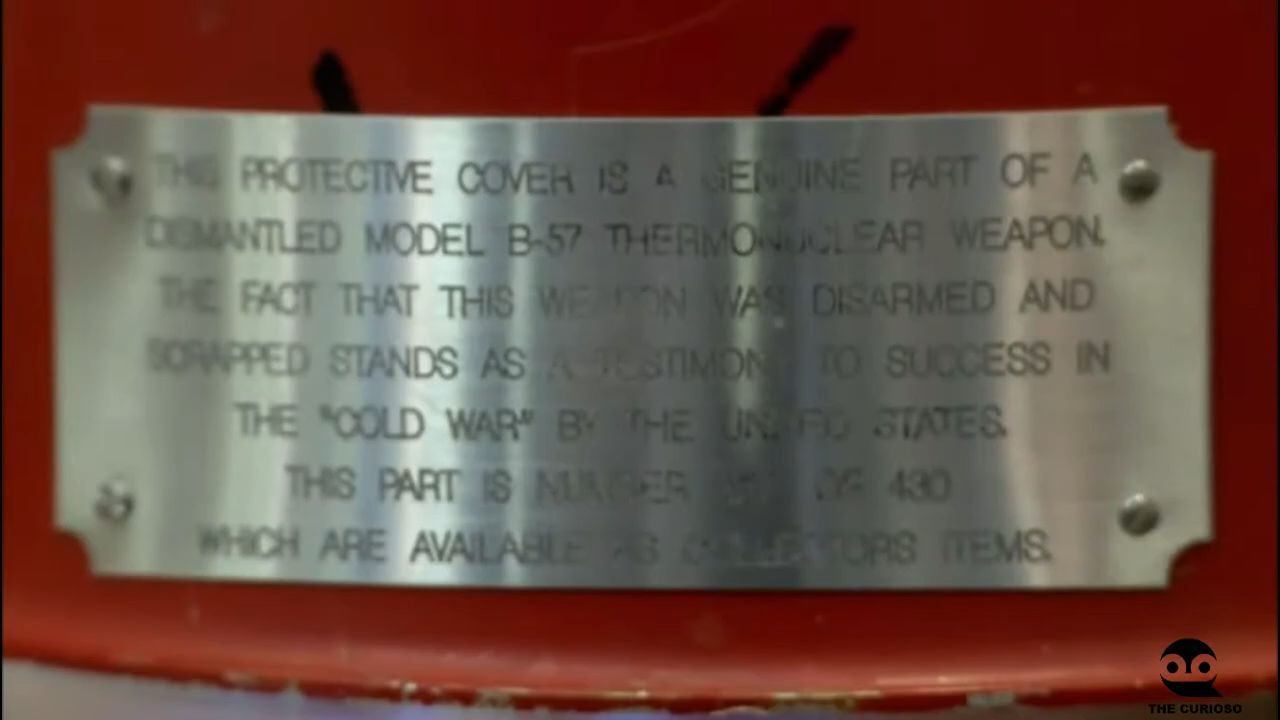 THIS PROTECTIVE COVER IS A GENUINE PART OF A
DISMANTLED MODEL B-57 THERMONUCLEAR WEAPON.
THE FACT THAT THIS WEAPON WAS DISARMED AND
SCRAPPED STANDS AS A TESTIMONY TO SUCCESS IN
THE "COLD WAR" BY THE UNITED STATES.
THIS PART IS NUMBER OF 430
WHICH ARE AVAILABLE AS COLLECTORS ITEMS.
THE CURIOSO